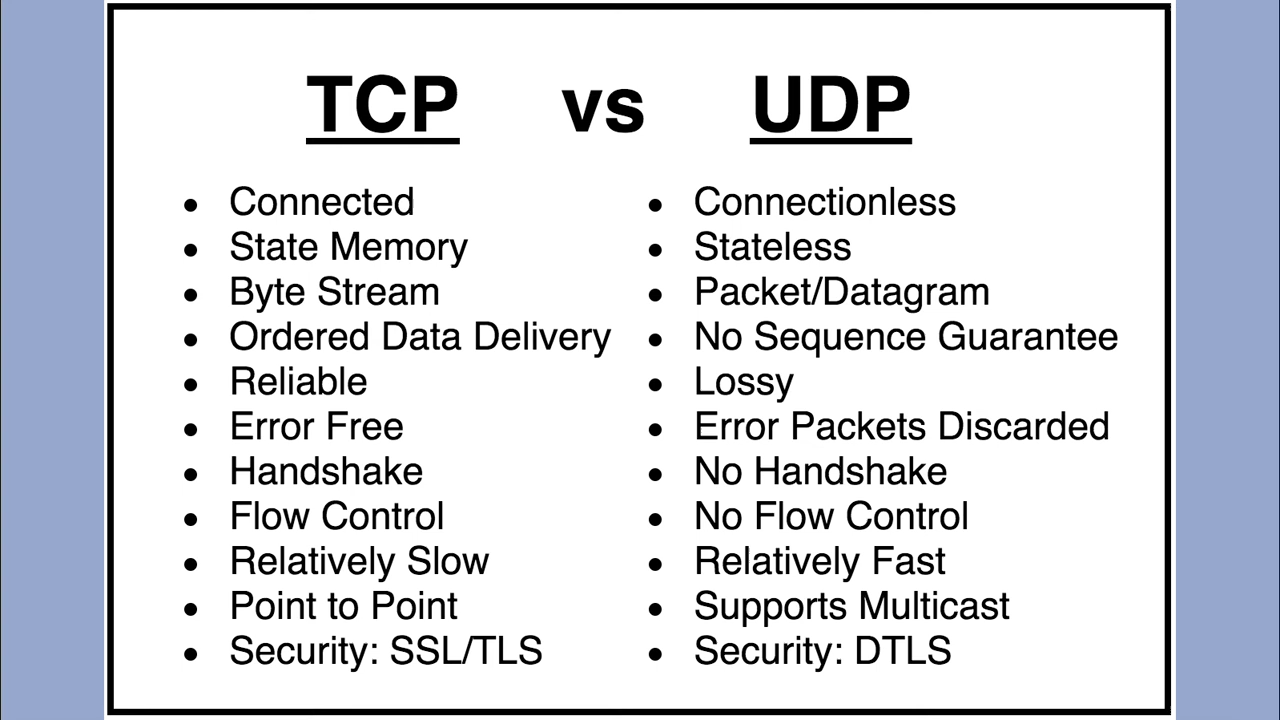 TCP vs UDP
• Connected
• State Memory
• Byte Stream
• Ordered Data Delivery
• Reliable
• Error Free
• Handshake
• Flow Control
• Relatively Slow
• Point to Point
• Security: SSL/TLS
• Connectionless
• Stateless
• Packet/Datagram
• No Sequence Guarantee
• Lossy
• Error Packets Discarded
• No Handshake
• No Flow Control
• Relatively Fast
• Supports Multicast
• Security: DTLS